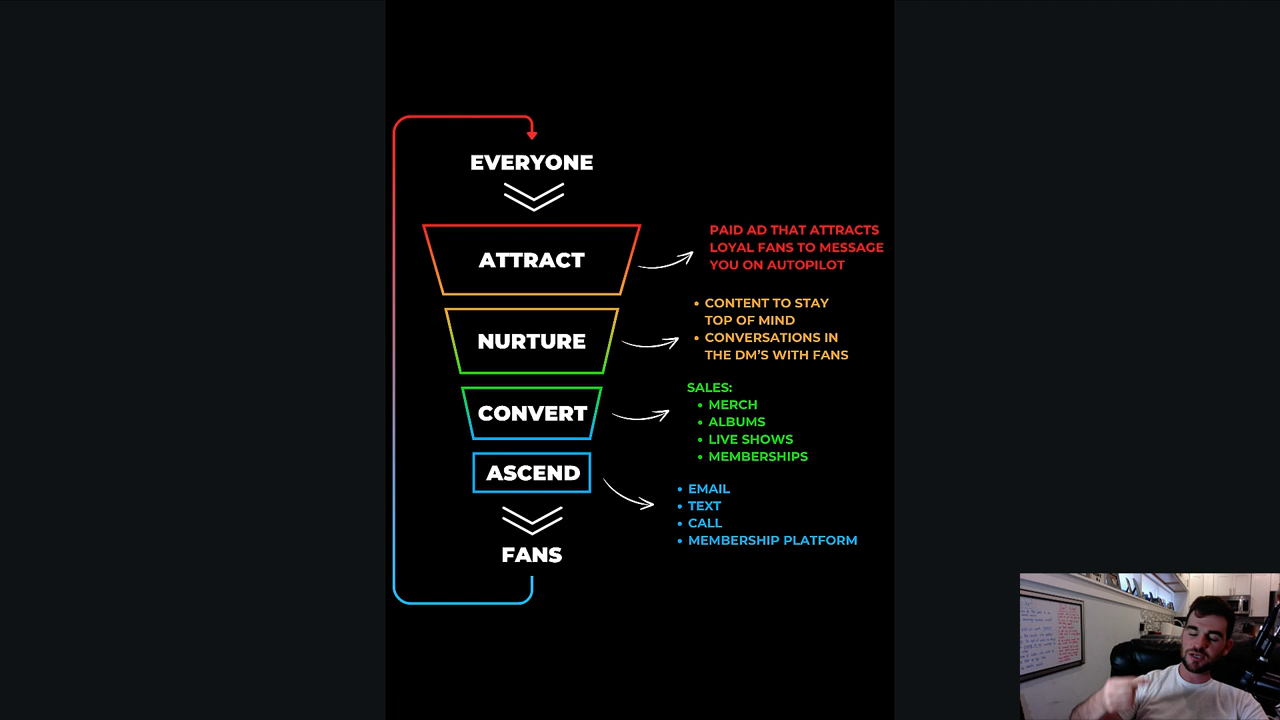 EVERYONE
ATTRACT
PAID AD THAT ATTRACTS
LOYAL FANS TO MESSAGE
YOU ON AUTOPILOT
NURTURE
• CONTENT TO STAY
TOP OF MIND
• CONVERSATIONS IN
THE DM'S WITH FANS
CONVERT
SALES:
• MERCH
• ALBUMS
• LIVE SHOWS
• MEMBERSHIPS
ASCEND
• EMAIL
• TEXT
• CALL
• MEMBERSHIP PLATFORM
FANS